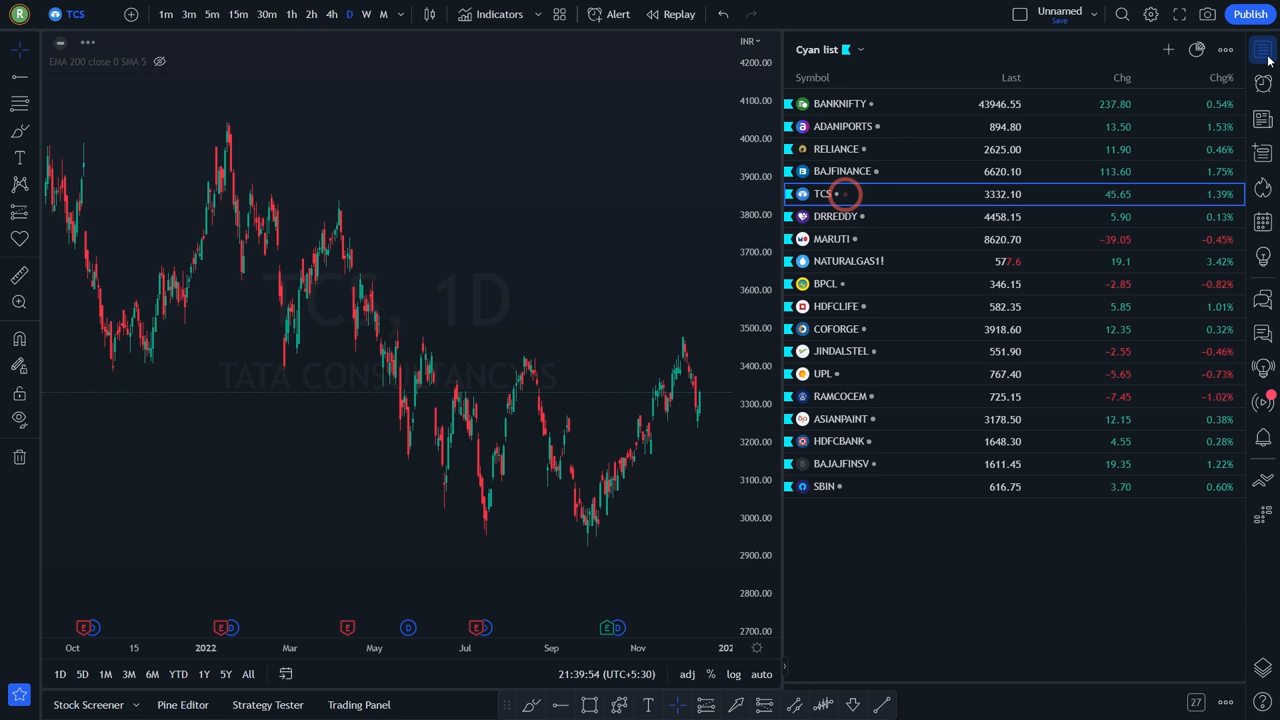 R TCS 1m 3m 5m 15m 30m 1h 2h 4h D W M Indicators Alert Replay Unnamed Save Publish
EMA 200 close 0 SMA 5
INR
4200.00
4100.00
4000.00
3900.00
3800.00
3700.00
3600.00
3500.00
3400.00
3300.00
3200.00
3100.00
3000.00
2900.00
2800.00
2700.00
TCS, 1D
TATA CONSULTANCY S
E D E D E D E D E D
Oct 15 2022 Mar May Jul Sep Nov 202
1D 5D 1M 3M 6M YTD 1Y 5Y All 21:39:54 (UTC+5:30) adj % log auto
Stock Screener Pine Editor Strategy Tester Trading Panel
Cyan list
Symbol Last Chg Chg%
BANKNIFTY 43946.55 237.80 0.54%
ADANIPORTS 894.80 13.50 1.53%
RELIANCE 2625.00 11.90 0.46%
BAJFINANCE 6620.10 113.60 1.75%
TCS 3332.10 45.65 1.39%
DRREDDY 4458.15 5.90 0.13%
MARUTI 8620.70 −39.05 −0.45%
NATURALGAS1! 577.6 19.1 3.42%
BPCL 346.15 −2.85 −0.82%
HDFCLIFE 582.35 5.85 1.01%
COFORGE 3918.60 12.35 0.32%
JINDALSTEL 551.90 −2.55 −0.46%
UPL 767.40 −5.65 −0.73%
RAMCOCEM 725.15 −7.45 −1.02%
ASIANPAINT 3178.50 12.15 0.38%
HDFCBANK 1648.30 4.55 0.28%
BAJAJFINSV 1611.45 19.35 1.22%
SBIN 616.75 3.70 0.60%
27